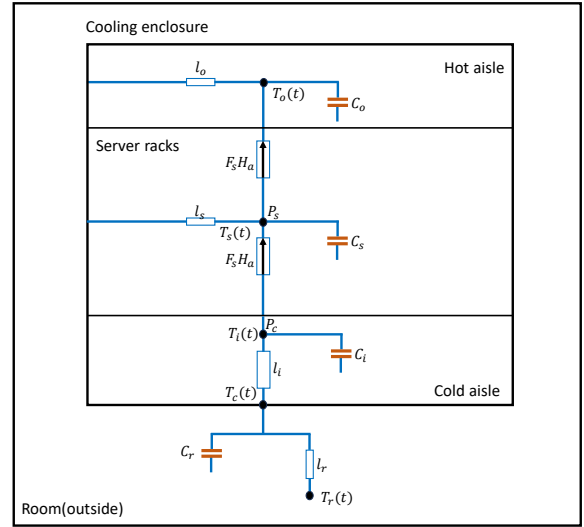 Cooling enclosure
Hot aisle
l_o
T_o(t)
C_o
Server racks
F_sH_a
l_s
P_s
T_s(t)
C_s
F_sH_a
P_c
T_i(t)
C_i
l_i
T_c(t)
Cold aisle
C_r
l_r
T_r(t)
Room(outside)